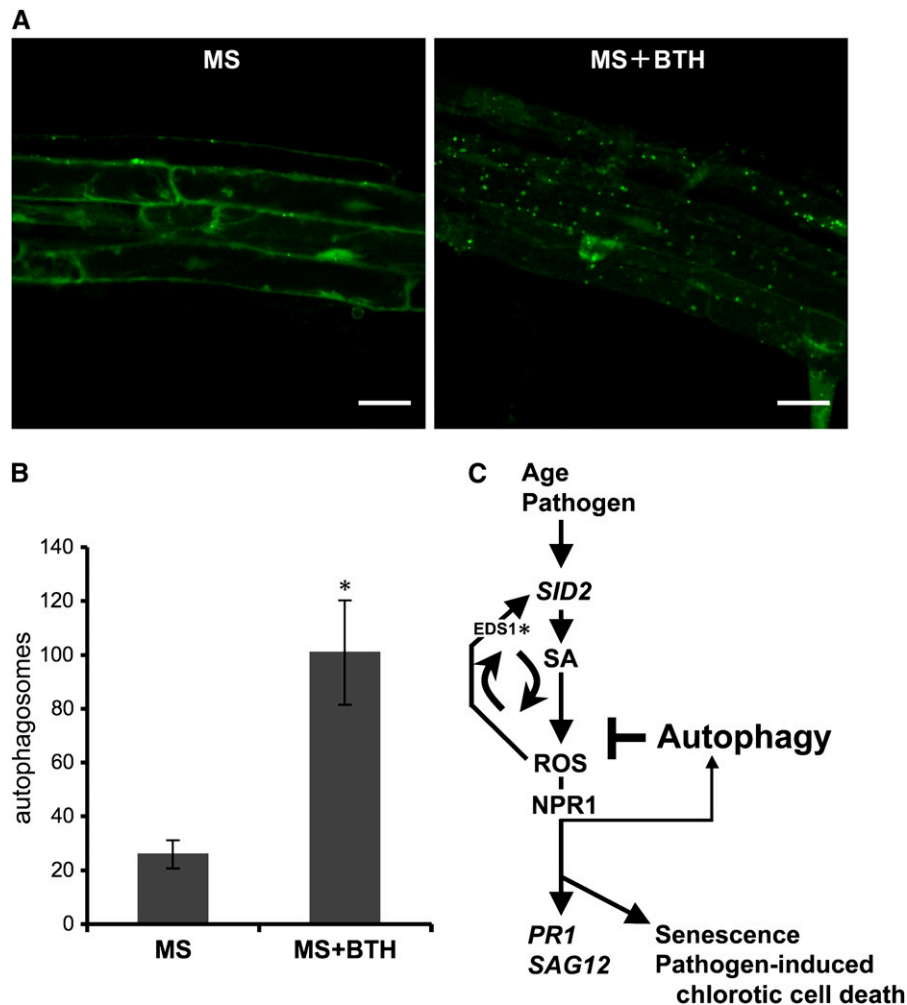 A
MS
MS+BTH
B
autophagosomes
140
120
100
80
60
40
20
0
*
MS
MS+BTH
C
Age
Pathogen
SID2
EDS1*
SA
ROS
Autophagy
NPR1
PR1
SAG12
Senescence
Pathogen-induced
chlorotic cell death